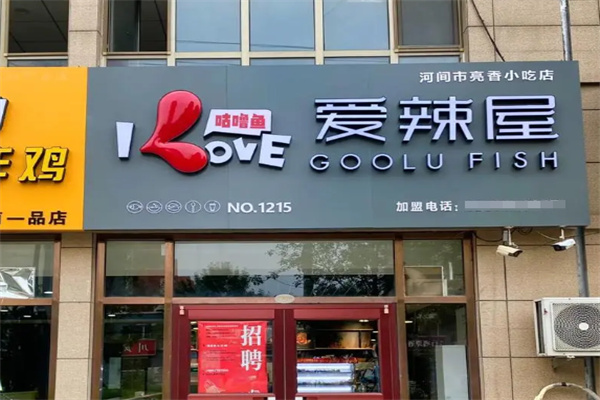 河间市亮香小吃店
咕噜鱼
I LOVE
爱辣屋
GOOLU FISH
NO.1215
加盟电话:
鸡
一品店
招聘